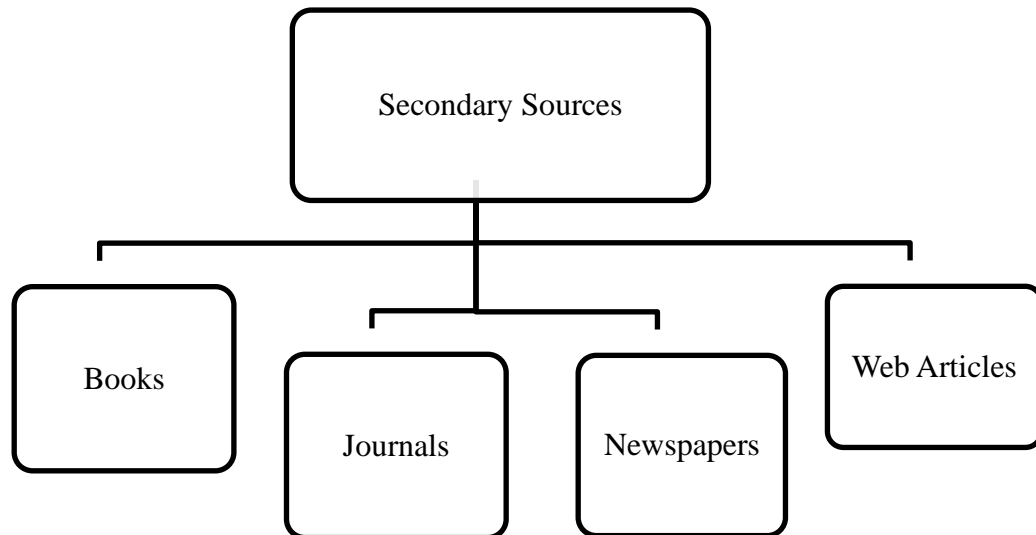 Secondary Sources
Books
Journals
Newspapers
Web Articles